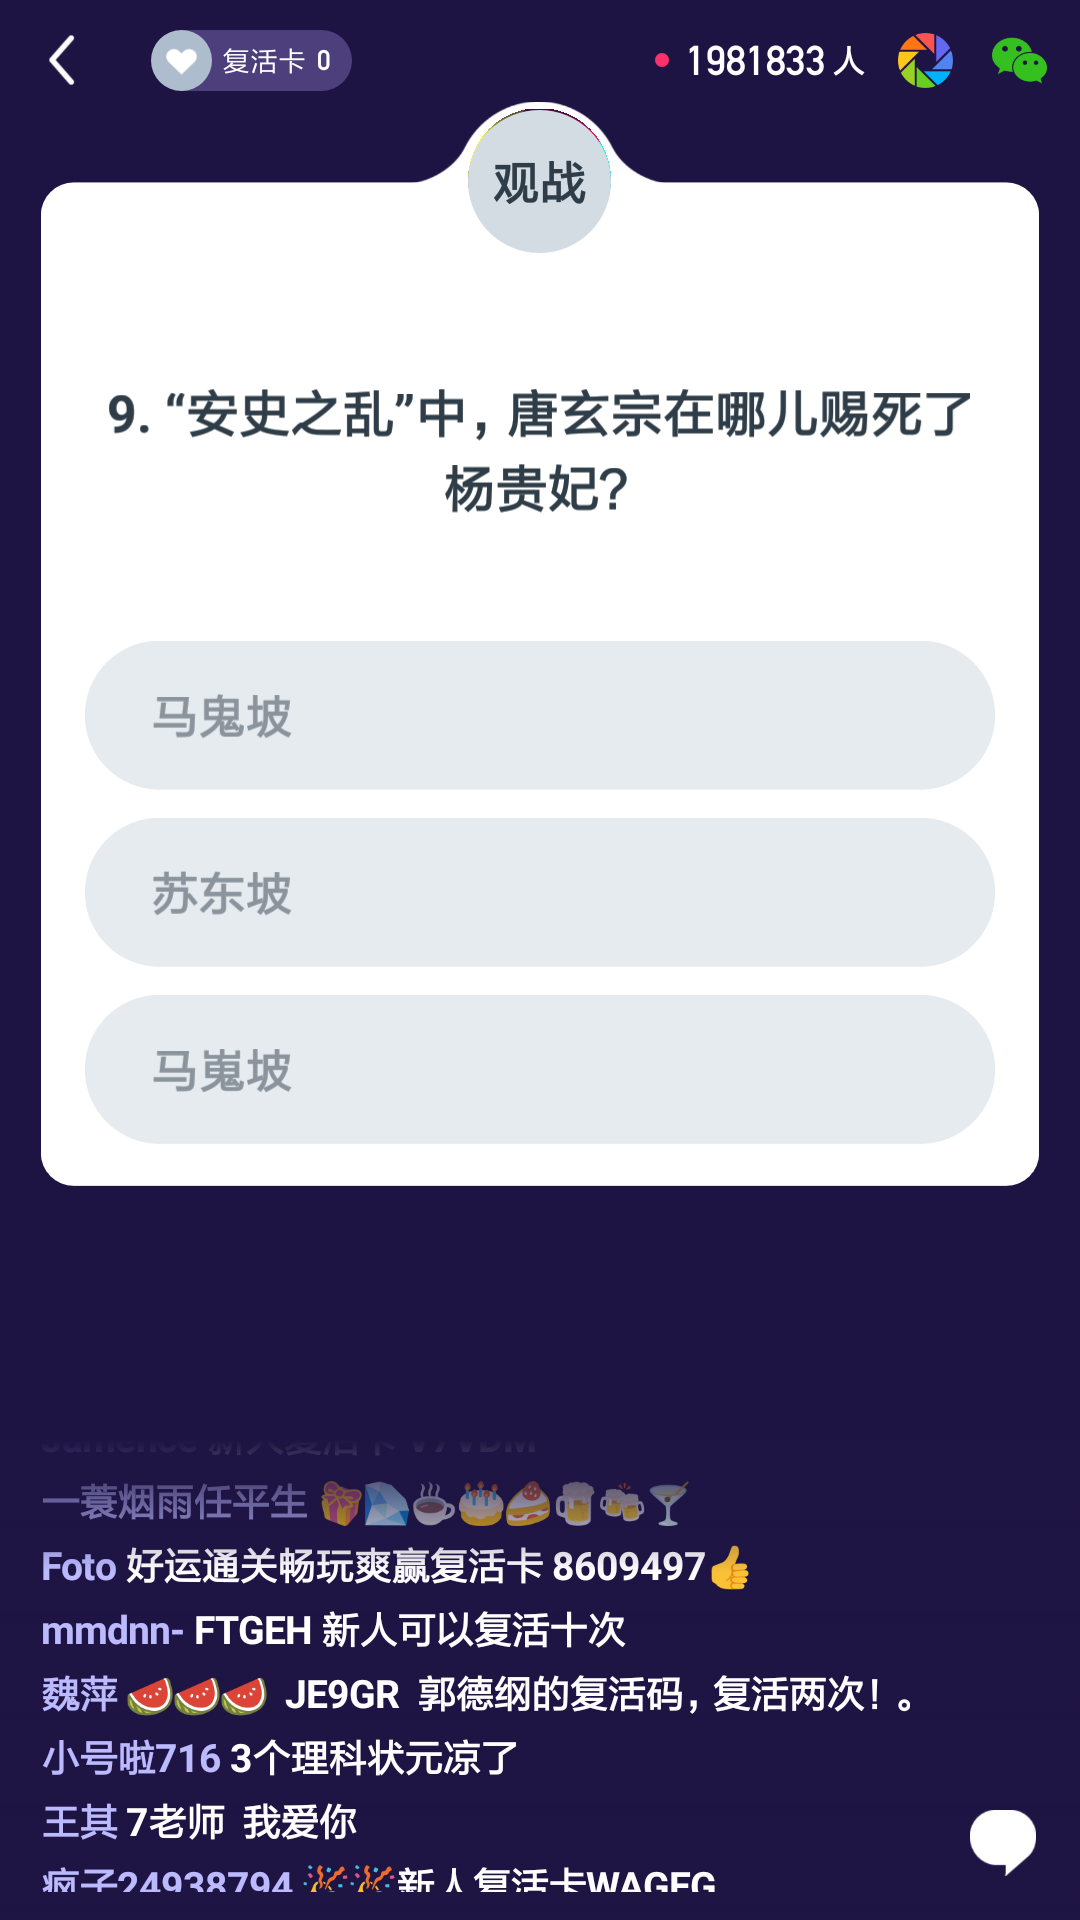 复活卡 0
1981833 人
观战
9. “安史之乱”中，唐玄宗在哪儿赐死了
杨贵妃？
马鬼坡
苏东坡
马嵬坡
一蓑烟雨任平生
Foto 好运通关畅玩爽赢复活卡 8609497
mmdnn- FTGEH 新人可以复活十次
魏萍 JE9GR 郭德纲的复活码，复活两次！。
小号啦716 3个理科状元凉了
王其 7老师 我爱你
疯子24938794 新人复活卡WAGFG